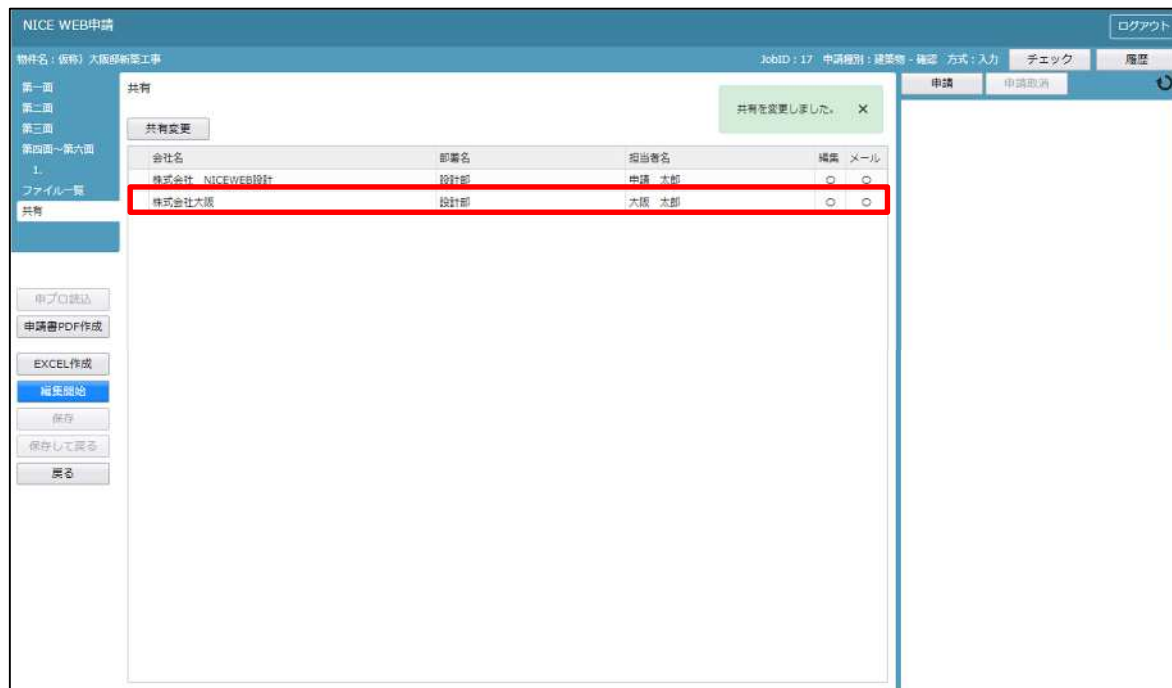 NICE WEB申請
ログアウト
物件名：仮称）大阪邸新築工事
JobID：17 申請種別：建築物 - 確認 方式：入力
チェック
履歴
申請
申請取消
第一面
第二面
第三面
第四面～第六面
1.
ファイル一覧
共有
共有
共有を変更しました。 ×
共有変更
会社名 部署名 担当者名 編集 メール
株式会社 NICEWEB設計 設計部 申請 太郎 ○ ○
株式会社大阪 設計部 大阪 太郎 ○ ○
申プロ読込
申請書PDF作成
EXCEL作成
編集開始
保存
保存して戻る
戻る